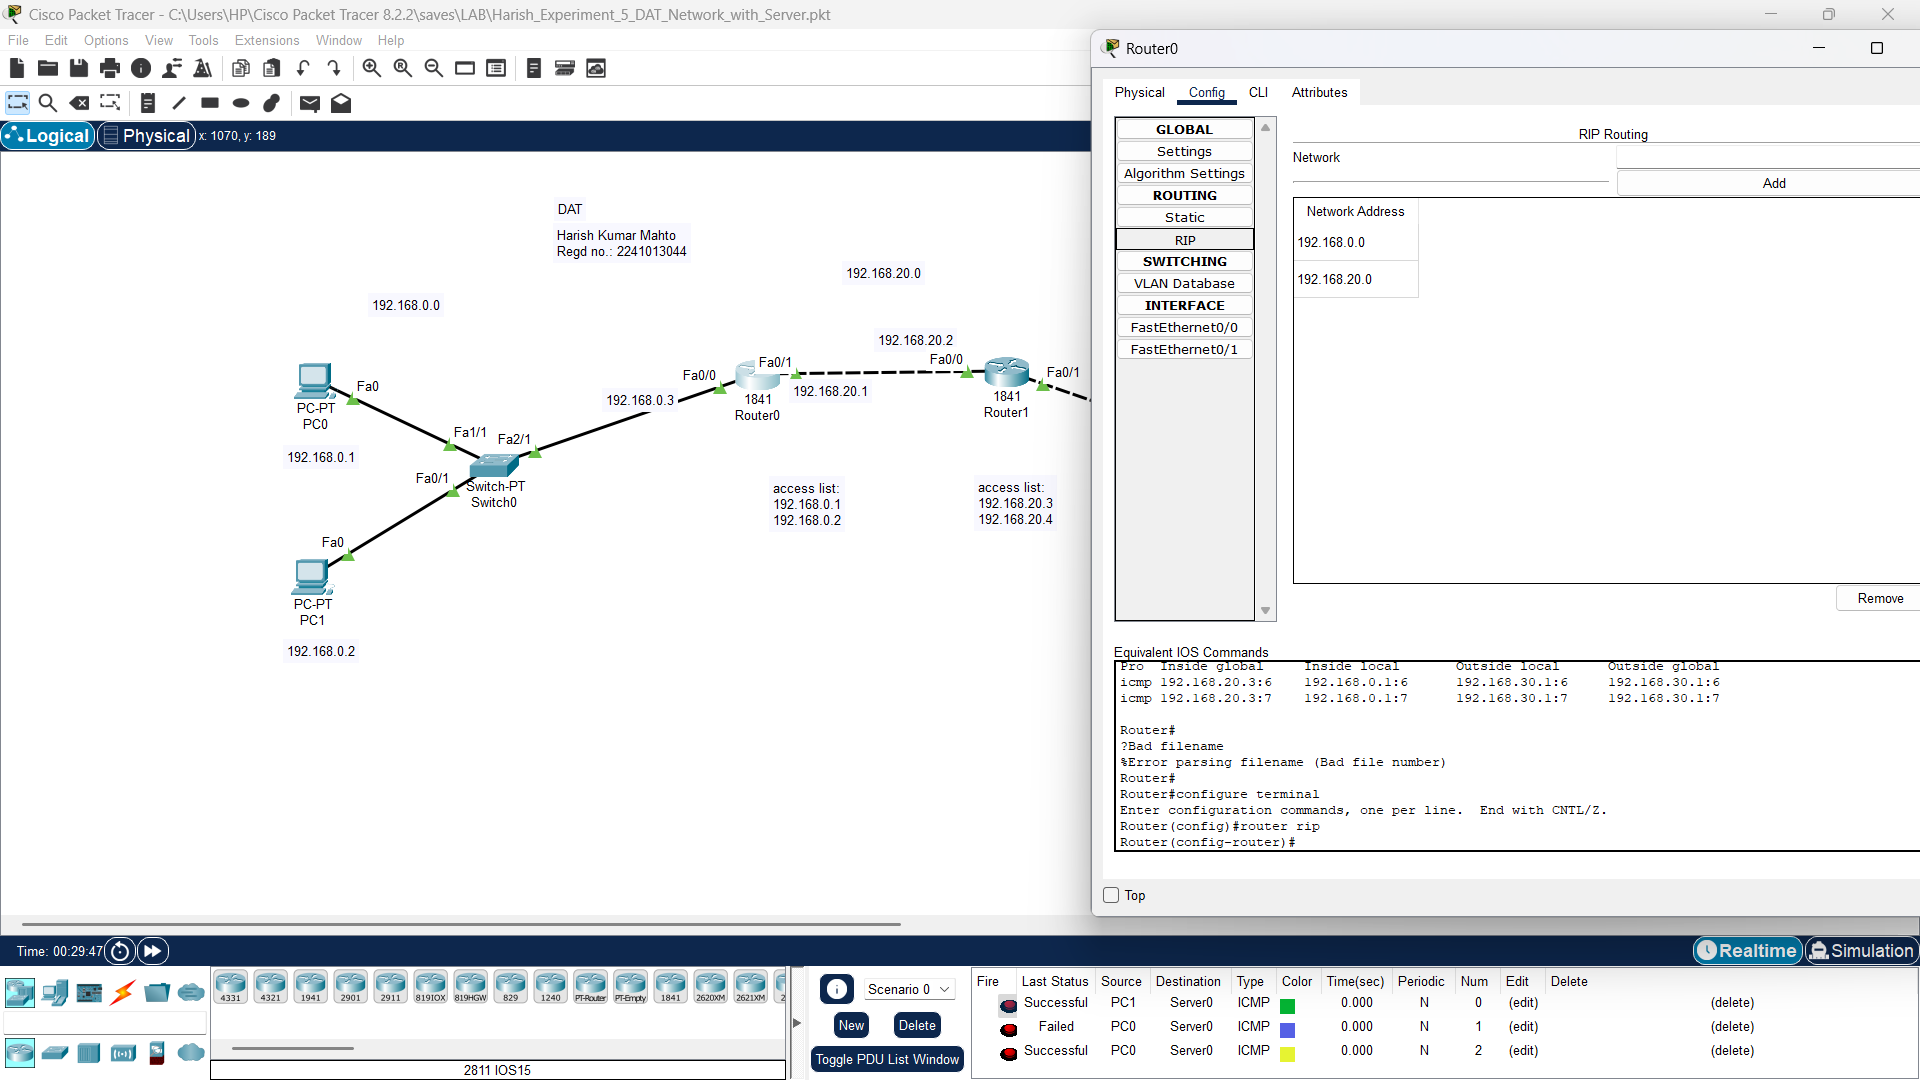 Cisco Packet Tracer - C:\Users\HP\Cisco Packet Tracer 8.2.2\saves\LAB\Harish_Experiment_5_DAT_Network_with_Server.pkt
File Edit Options View Tools Extensions Window Help
Logical Physical x: 1070, y: 189
DAT
Harish Kumar Mahto
Regd no.: 2241013044
192.168.20.0
192.168.0.0
192.168.20.2
Fa0/1 Fa0/0
Fa0/0 Fa0/1
Fa0
192.168.20.1
192.168.0.3
1841
Router0
1841
Router1
PC-PT
PC0
Fa1/1
Fa2/1
192.168.0.1
Fa0/1
Switch-PT
Switch0
access list:
192.168.0.1
192.168.0.2
access list:
192.168.20.3
192.168.20.4
Fa0
PC-PT
PC1
192.168.0.2
Router0
Physical Config CLI Attributes
GLOBAL
Settings
Algorithm Settings
ROUTING
Static
RIP
SWITCHING
VLAN Database
INTERFACE
FastEthernet0/0
FastEthernet0/1
RIP Routing
Network
Add
Network Address
192.168.0.0
192.168.20.0
Remove
Equivalent IOS Commands
Pro Inside global Inside local Outside local Outside global
icmp 192.168.20.3:6 192.168.0.1:6 192.168.30.1:6 192.168.30.1:6
icmp 192.168.20.3:7 192.168.0.1:7 192.168.30.1:7 192.168.30.1:7
Router#
?Bad filename
%Error parsing filename (Bad file number)
Router#
Router#configure terminal
Enter configuration commands, one per line. End with CNTL/Z.
Router(config)#router rip
Router(config-router)#
Top
Time: 00:29:47
Realtime Simulation
4331 4321 1941 2901 2911 819IOX 819HGW 829 1240 PT-Router PT-Empty 1841 2620XM 2621XM 2
2811 IOS15
Scenario 0
New Delete
Toggle PDU List Window
Fire Last Status Source Destination Type Color Time(sec) Periodic Num Edit Delete
Successful PC1 Server0 ICMP 0.000 N 0 (edit) (delete)
Failed PC0 Server0 ICMP 0.000 N 1 (edit) (delete)
Successful PC0 Server0 ICMP 0.000 N 2 (edit) (delete)